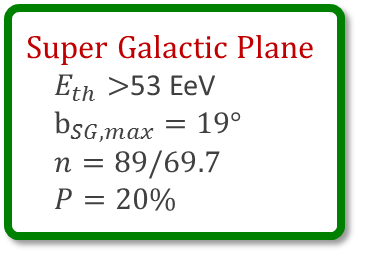 Super Galactic Plane
E_th >53 EeV
b_SG,max = 19°
n = 89/69.7
P = 20%